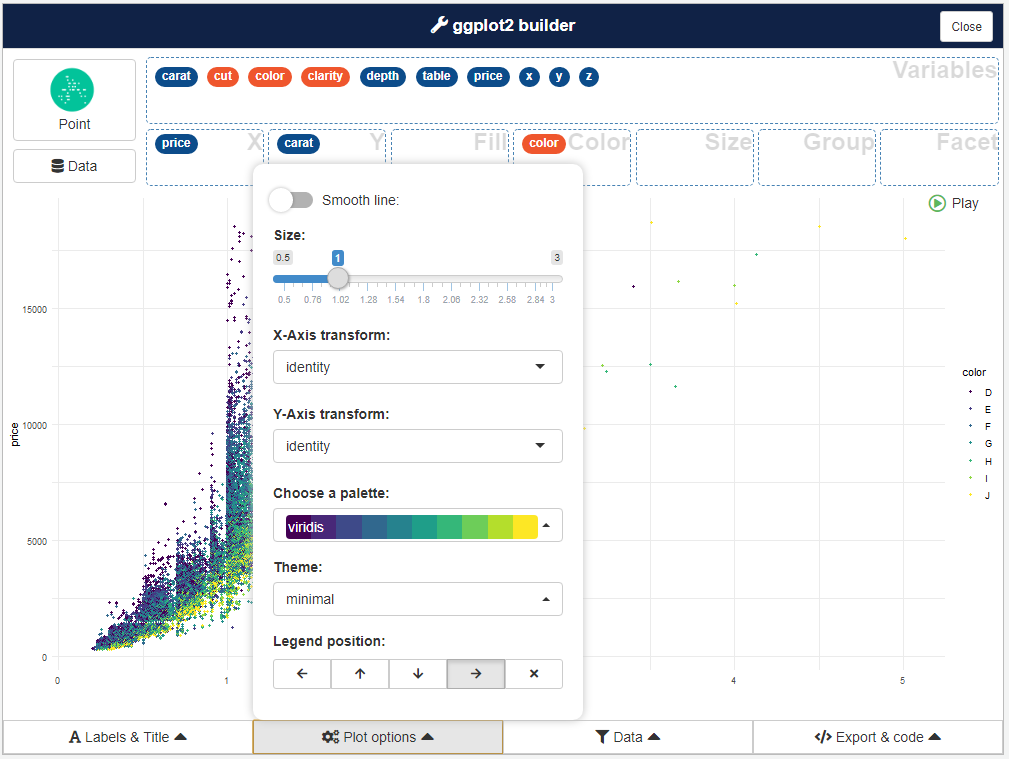 ggplot2 builder
Close
Point
Data
carat cut color clarity depth table price x y z
Variables
price X
carat Y
Fill
color Color
Size
Group
Facet
Play
Smooth line:
Size:
0.5 1 3
0.5 0.76 1.02 1.28 1.54 1.8 2.06 2.32 2.58 2.84 3
X-Axis transform:
identity
Y-Axis transform:
identity
Choose a palette:
viridis
Theme:
minimal
Legend position:
price
15000
10000
5000
0
0 1 4 5
color
D
E
F
G
H
I
J
Labels & Title
Plot options
Data
Export & code